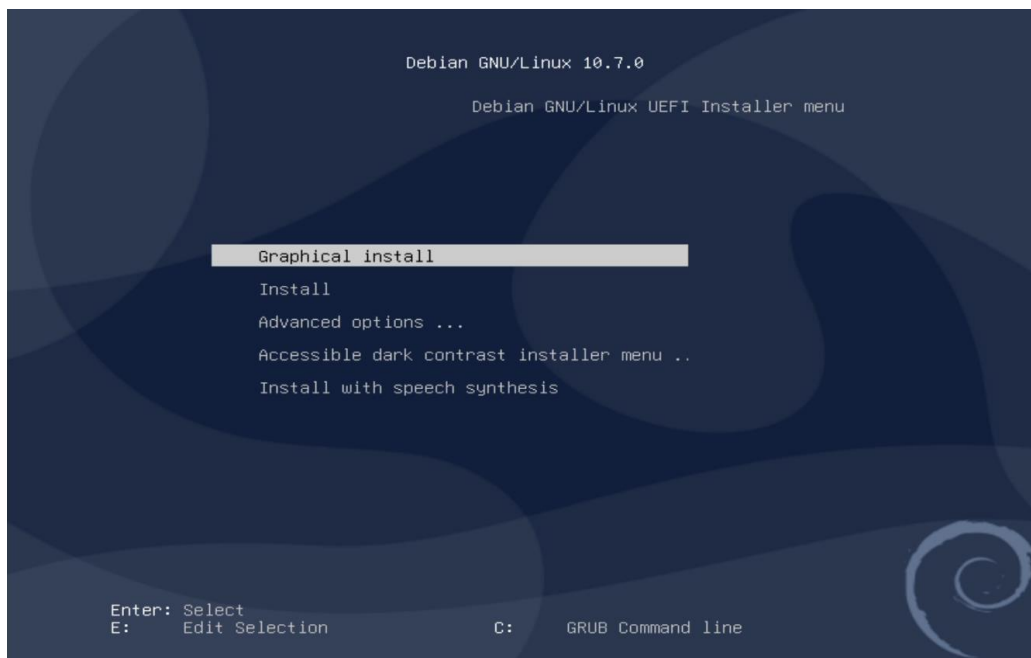 Debian GNU/Linux 10.7.0
Debian GNU/Linux UEFI Installer menu
Graphical install
Install
Advanced options ...
Accessible dark contrast installer menu ..
Install with speech synthesis
Enter: Select
E: Edit Selection C: GRUB Command line